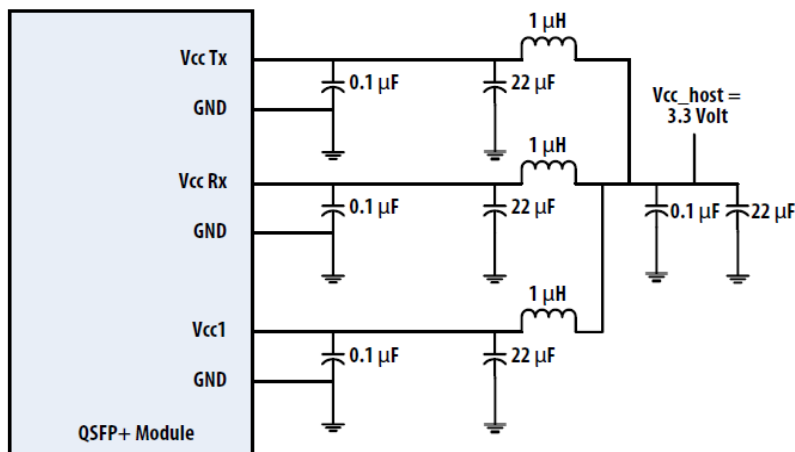 1 µH
Vcc Tx
0.1 µF
22 µF
Vcc_host =
3.3 Volt
GND
1 µH
Vcc Rx
0.1 µF
22 µF
0.1 µF
22 µF
GND
1 µH
Vcc1
0.1 µF
22 µF
GND
QSFP+ Module